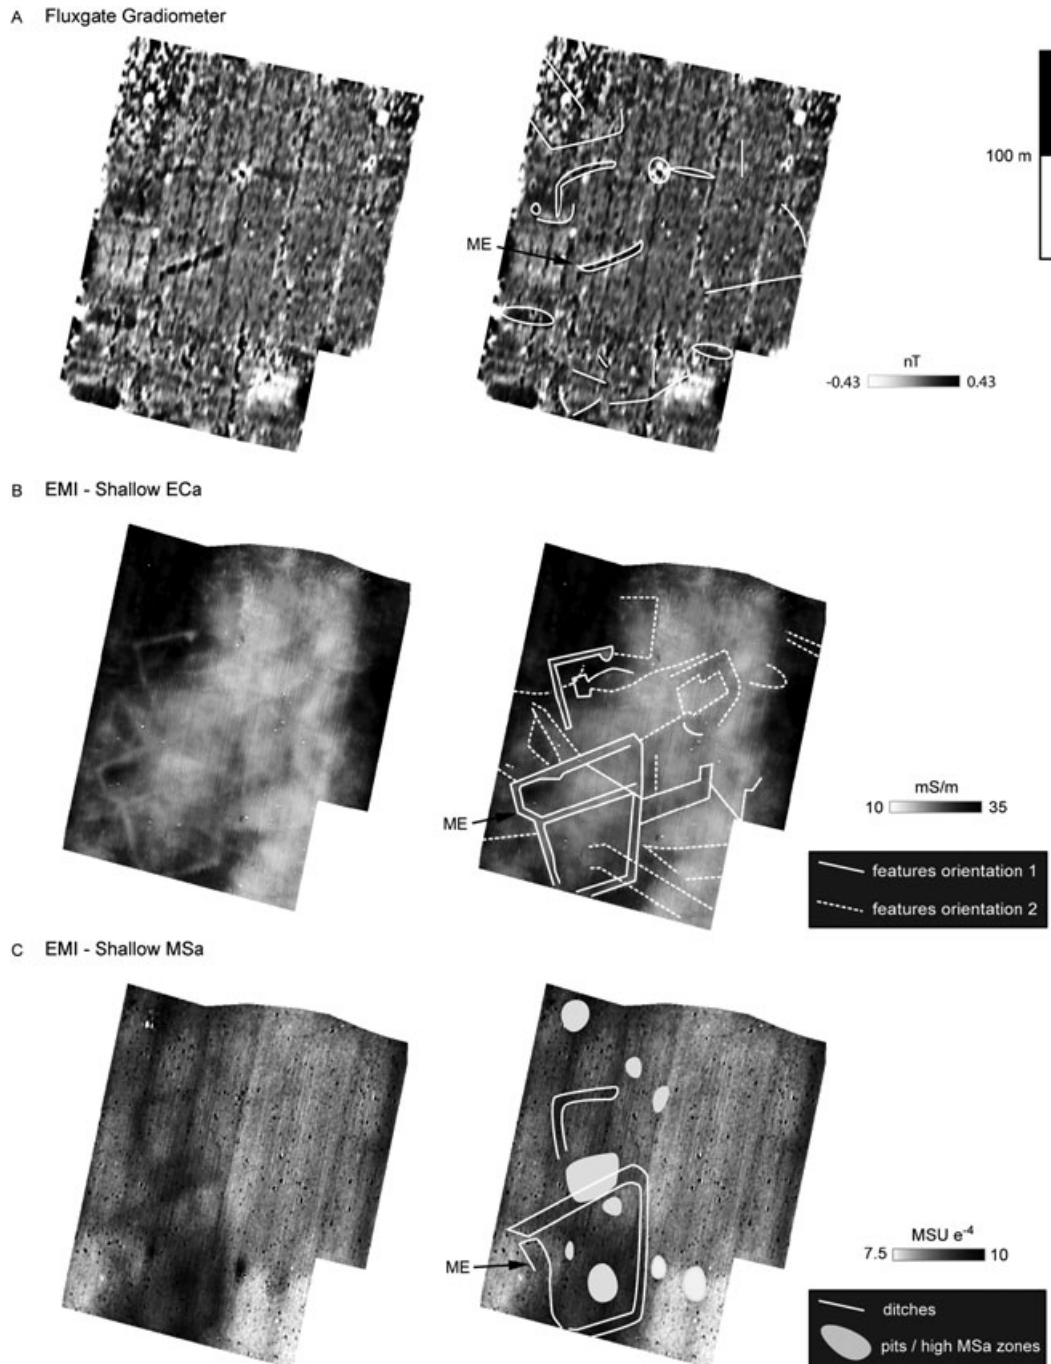 A Fluxgate Gradiometer
100 m
ME
nT
-0.43 0.43
B EMI - Shallow ECa
mS/m
10 35
ME
features orientation 1
features orientation 2
C EMI - Shallow MSa
MSU e⁻⁴
7.5 10
ME
ditches
pits / high MSa zones